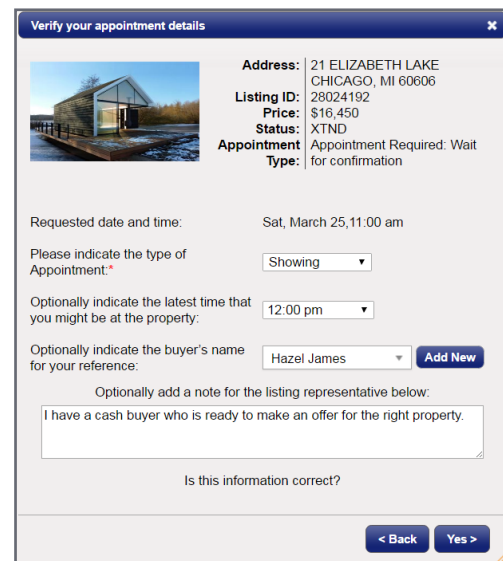 Verify your appointment details
Address: 21 ELIZABETH LAKE
CHICAGO, MI 60606
Listing ID: 28024192
Price: $16,450
Status: XTND
Appointment Appointment Required: Wait
Type: for confirmation
Requested date and time: Sat, March 25,11:00 am
Please indicate the type of
Appointment:* Showing
Optionally indicate the latest time that
you might be at the property: 12:00 pm
Optionally indicate the buyer's name
for your reference: Hazel James Add New
Optionally add a note for the listing representative below:
I have a cash buyer who is ready to make an offer for the right property.
Is this information correct?
< Back Yes >